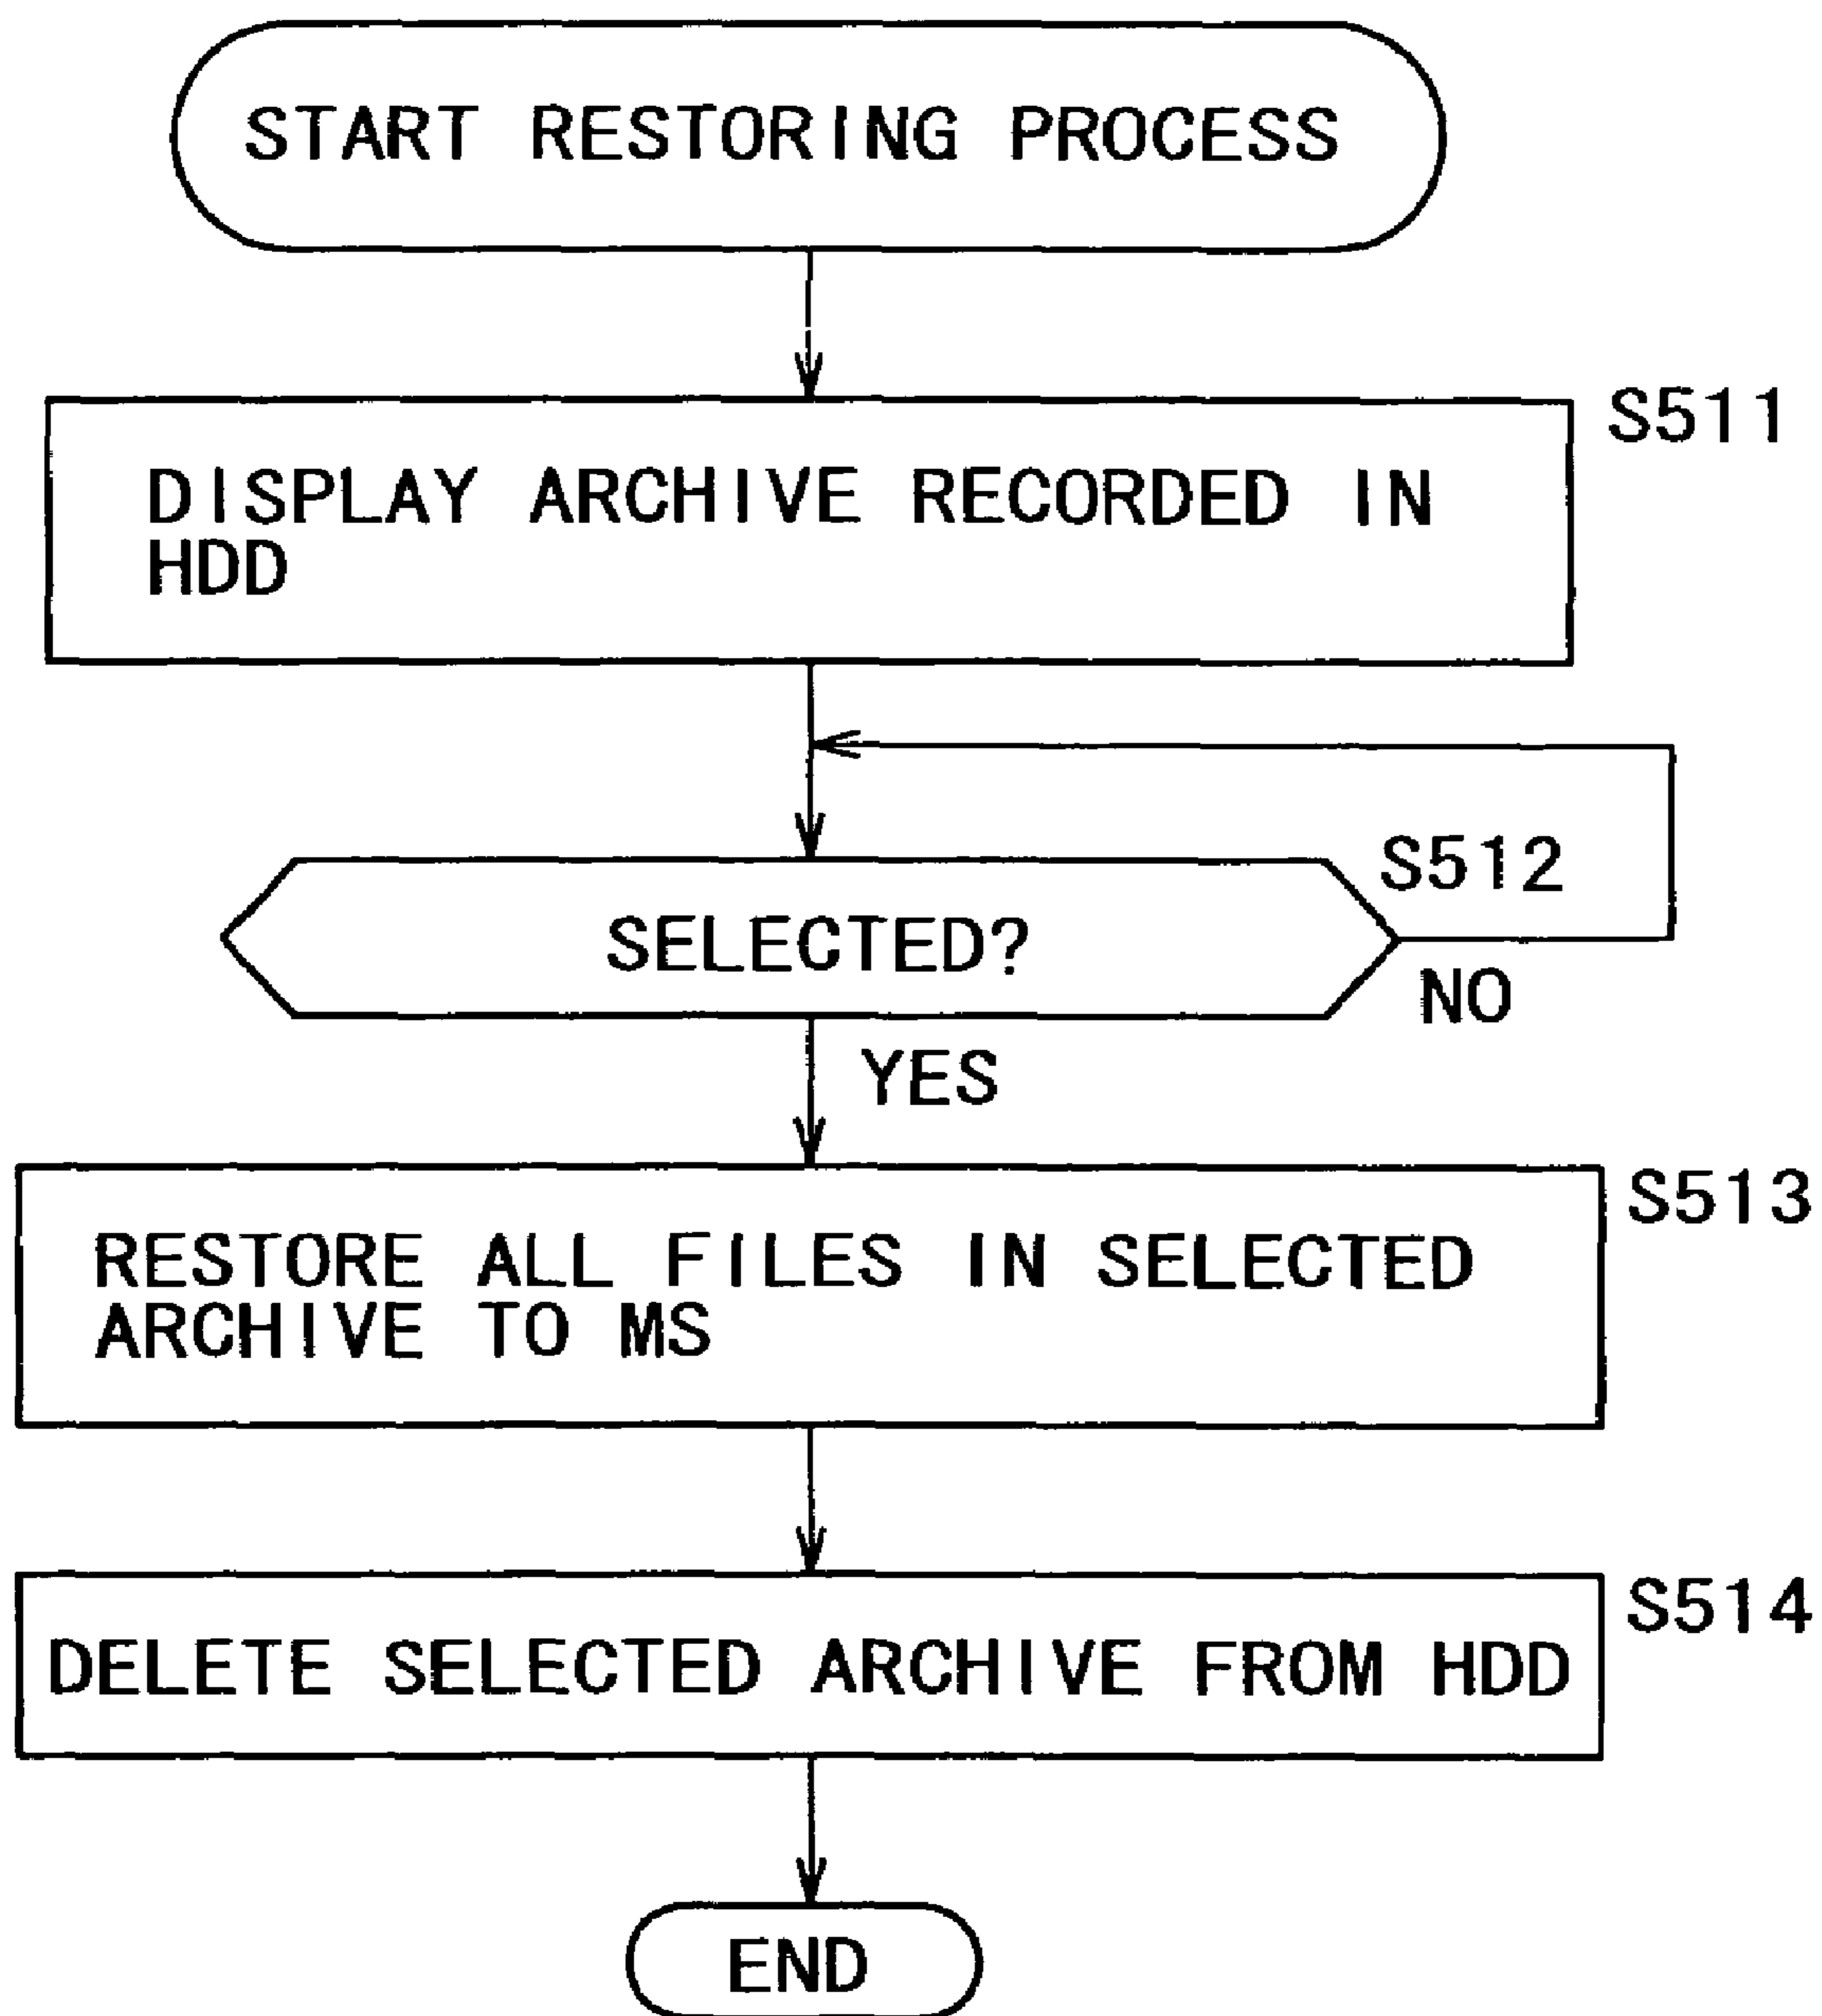 START RESTORING PROCESS
S511
DISPLAY ARCHIVE RECORDED IN
HDD
S512
SELECTED?
NO
YES
S513
RESTORE ALL FILES IN SELECTED
ARCHIVE TO MS
S514
DELETE SELECTED ARCHIVE FROM HDD
END